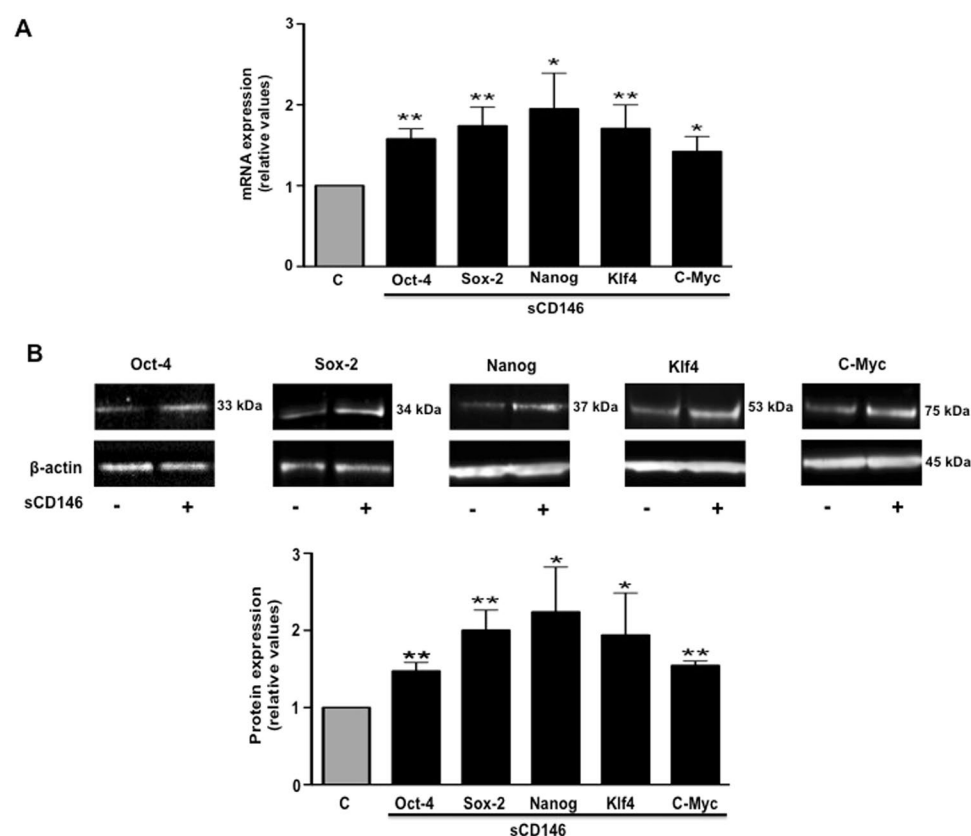 A
mRNA expression
(relative values)
3
2
1
0
** ** * ** *
C Oct-4 Sox-2 Nanog Klf4 C-Myc
sCD146
B
Oct-4 Sox-2 Nanog Klf4 C-Myc
33 kDa 34 kDa 37 kDa 53 kDa 75 kDa
β-actin 45 kDa
sCD146 - + - + - + - + - +
Protein expression
(relative values)
3
2
1
0
** ** * * **
C Oct-4 Sox-2 Nanog Klf4 C-Myc
sCD146